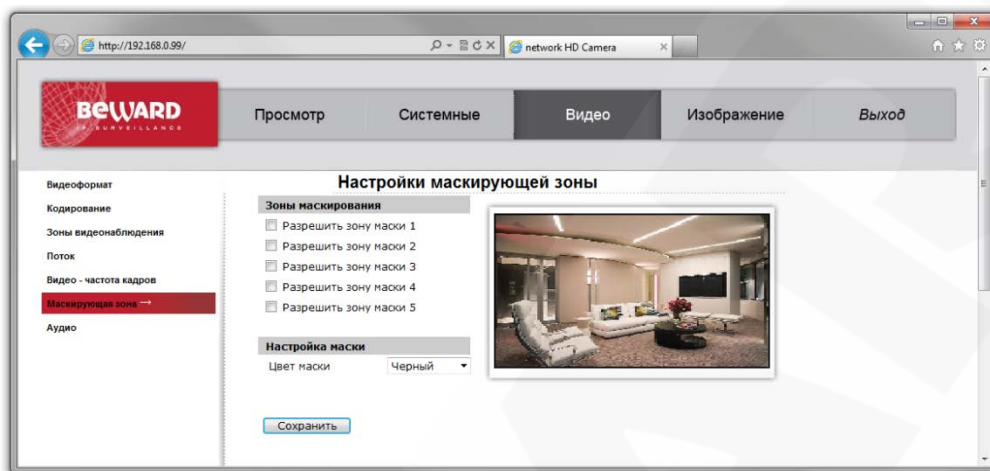 http://192.168.0.99/
network HD Camera
BEWARD
IP SURVEILLANCE
Просмотр
Системные
Видео
Изображение
Выход
Видеоформат
Кодирование
Зоны видеонаблюдения
Поток
Видео - частота кадров
Маскирующая зона →
Аудио
Настройки маскирующей зоны
Зоны маскирования
Разрешить зону маски 1
Разрешить зону маски 2
Разрешить зону маски 3
Разрешить зону маски 4
Разрешить зону маски 5
Настройка маски
Цвет маски Черный
Сохранить